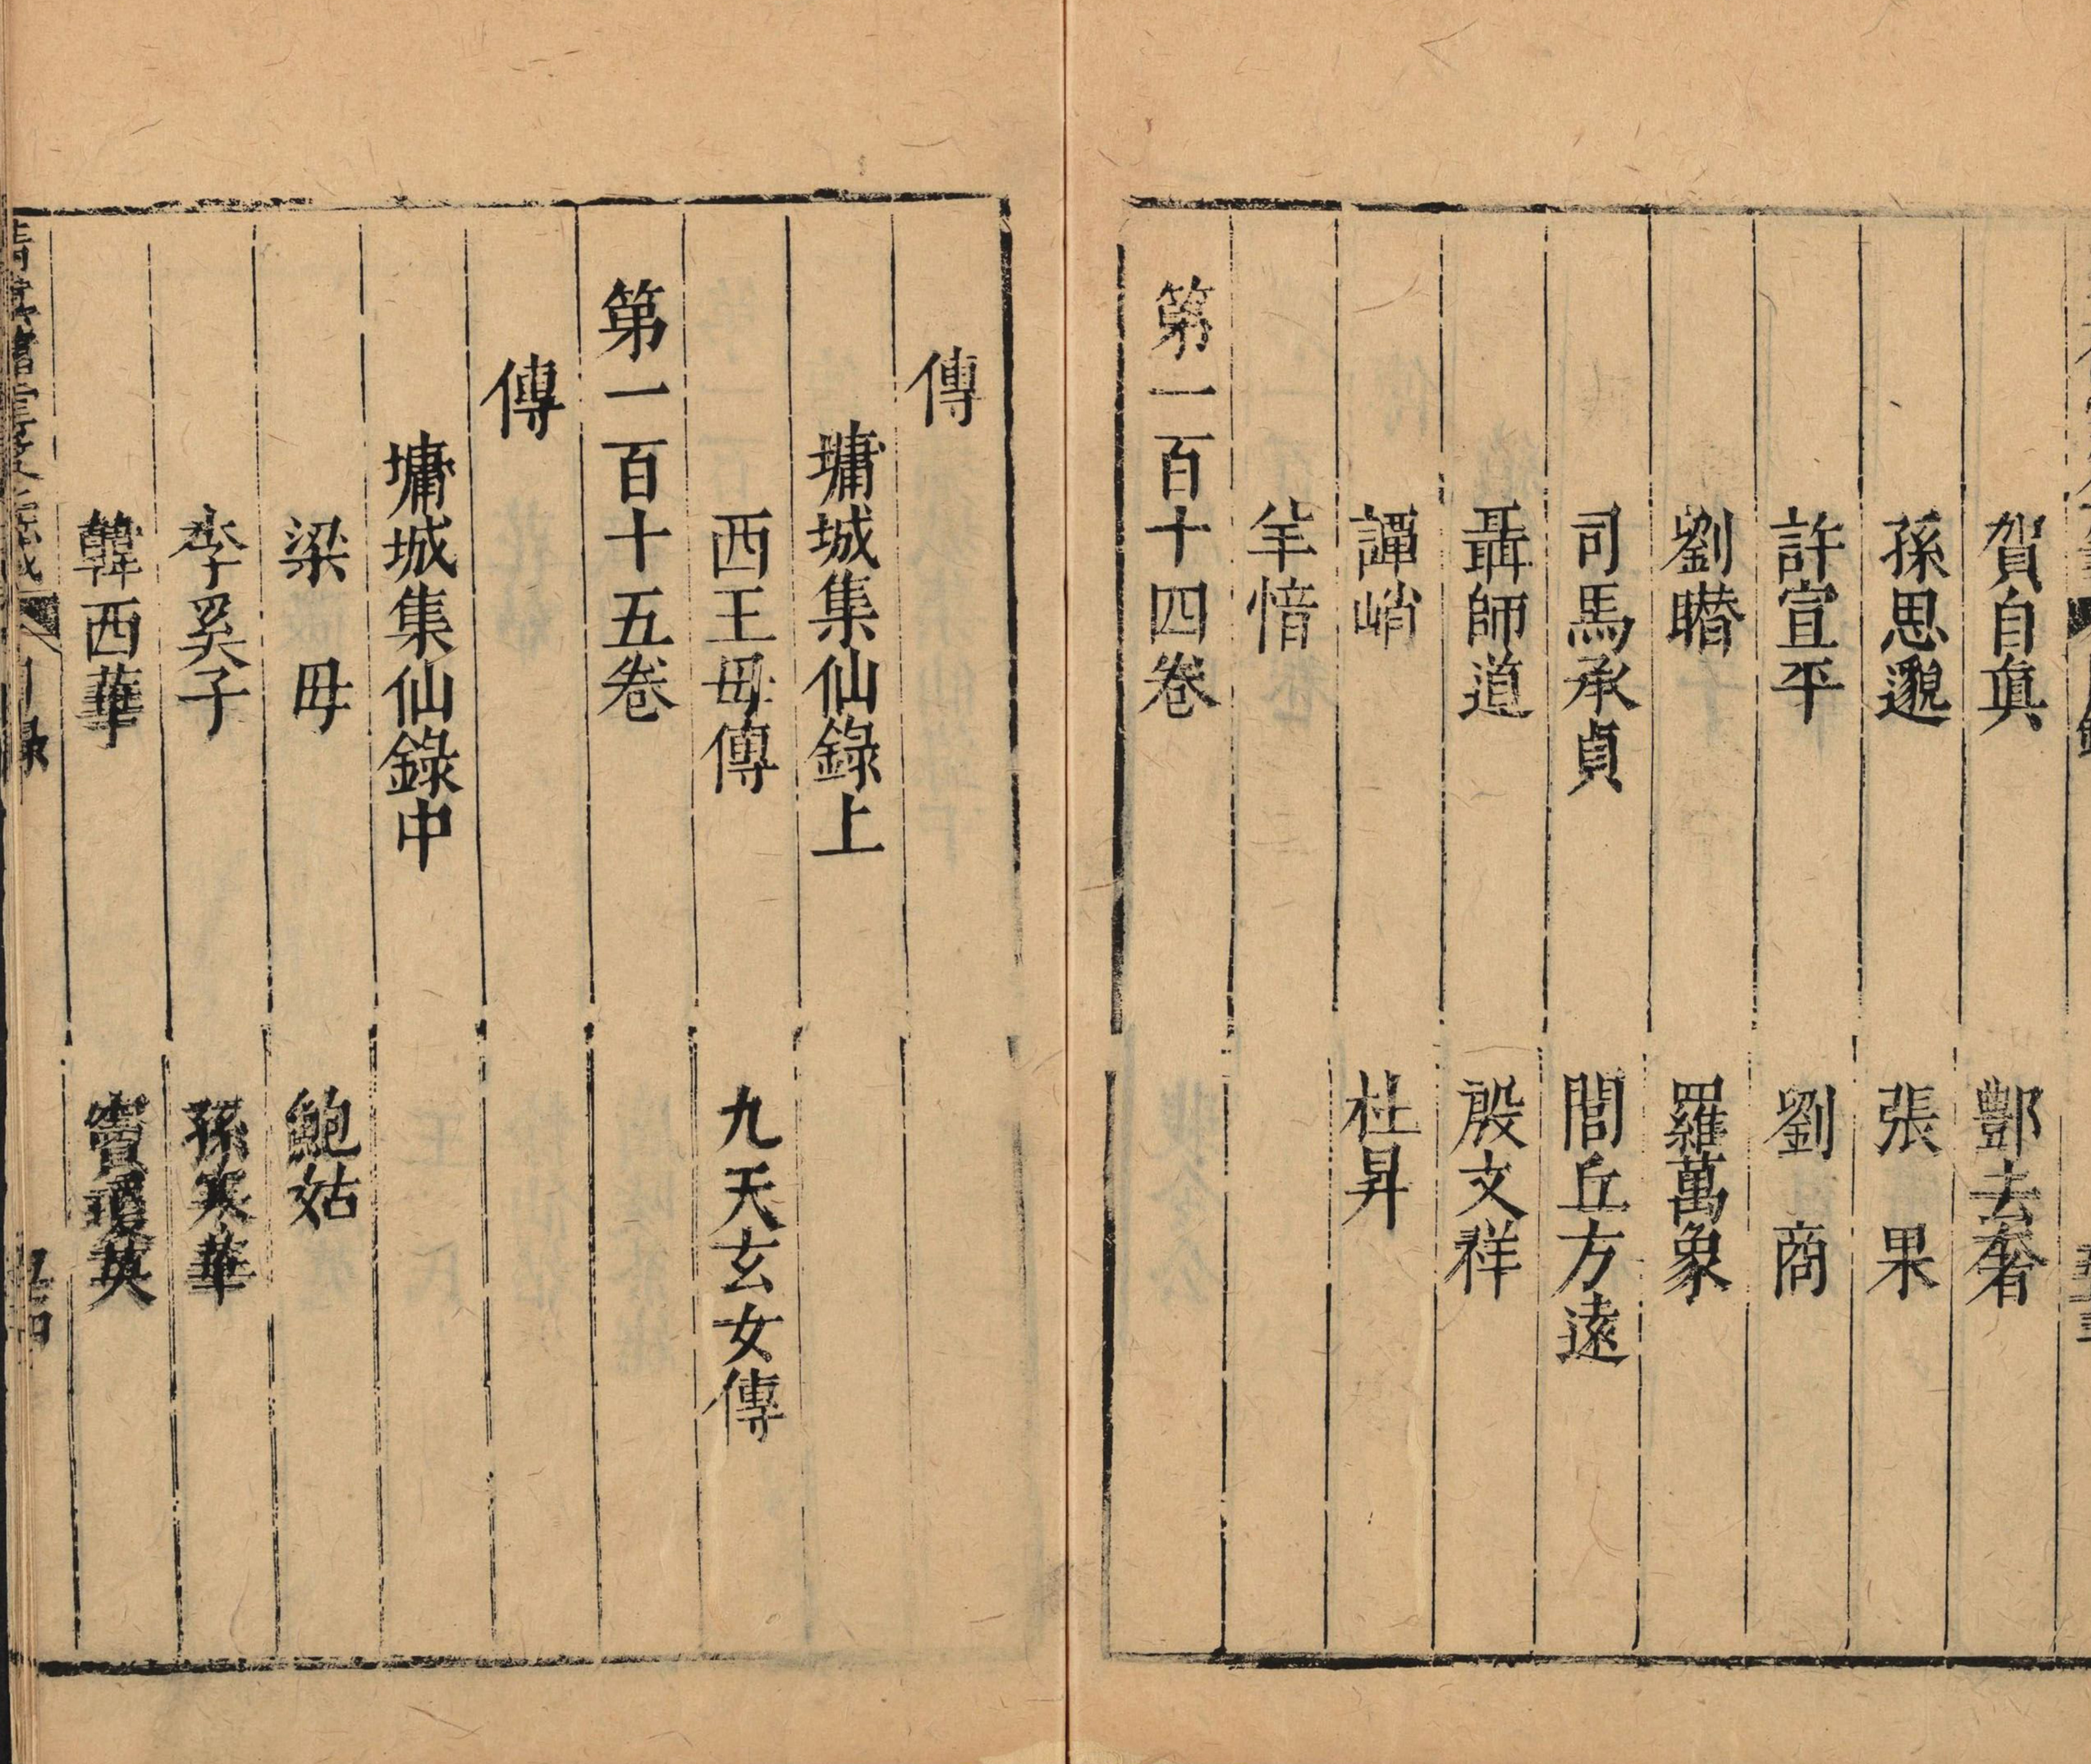 賀自真　酆去奢
孫思邈　張果
許宣平　劉商
劉𣋌　羅萬象
司馬承貞　閭丘方遠
聶師道　殷文祥
譚峭　杜昇
羊愔
第一百十四卷
傳
墉城集仙錄上
西王母傳　九天玄女傳
第一百十五卷
傳
墉城集仙錄中
梁母　鮑姑
李奚子　孫寒華
韓西華　竇瓊英